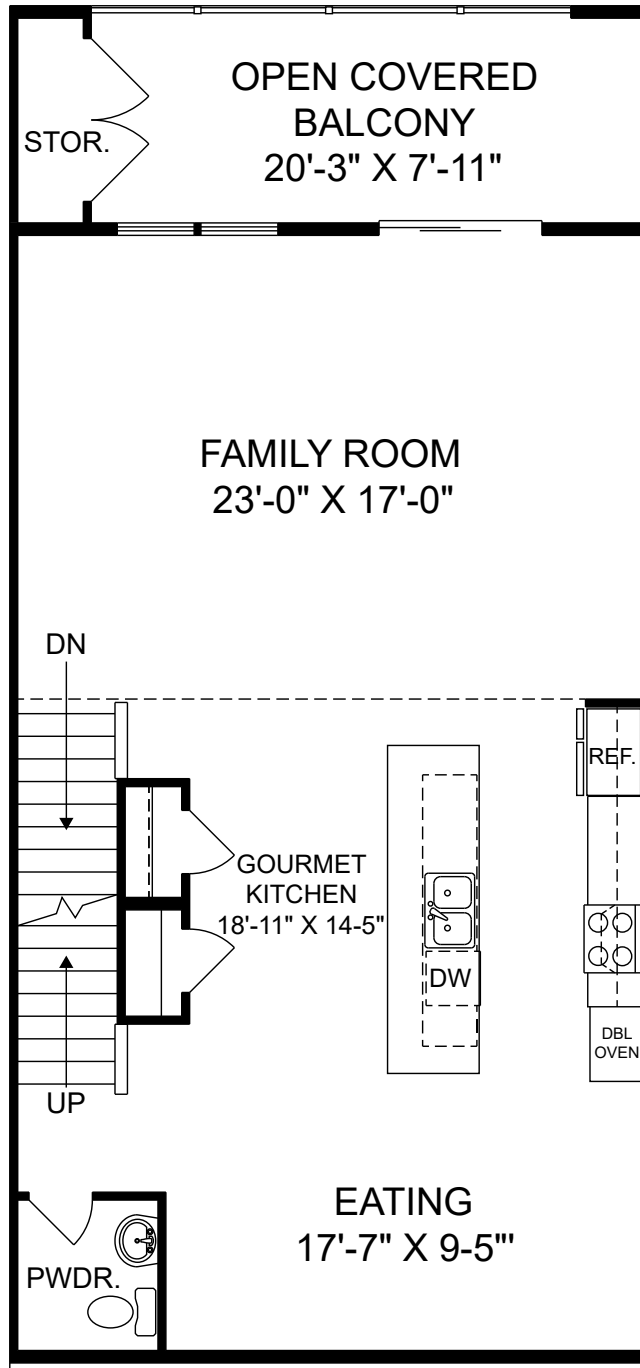 OPEN COVERED
BALCONY
20'-3" X 7'-11"
STOR.
FAMILY ROOM
23'-0" X 17'-0"
DN
REF.
GOURMET
KITCHEN
18'-11" X 14-5"
DW
DBL
OVEN
UP
EATING
17'-7" X 9-5"'
PWDR.